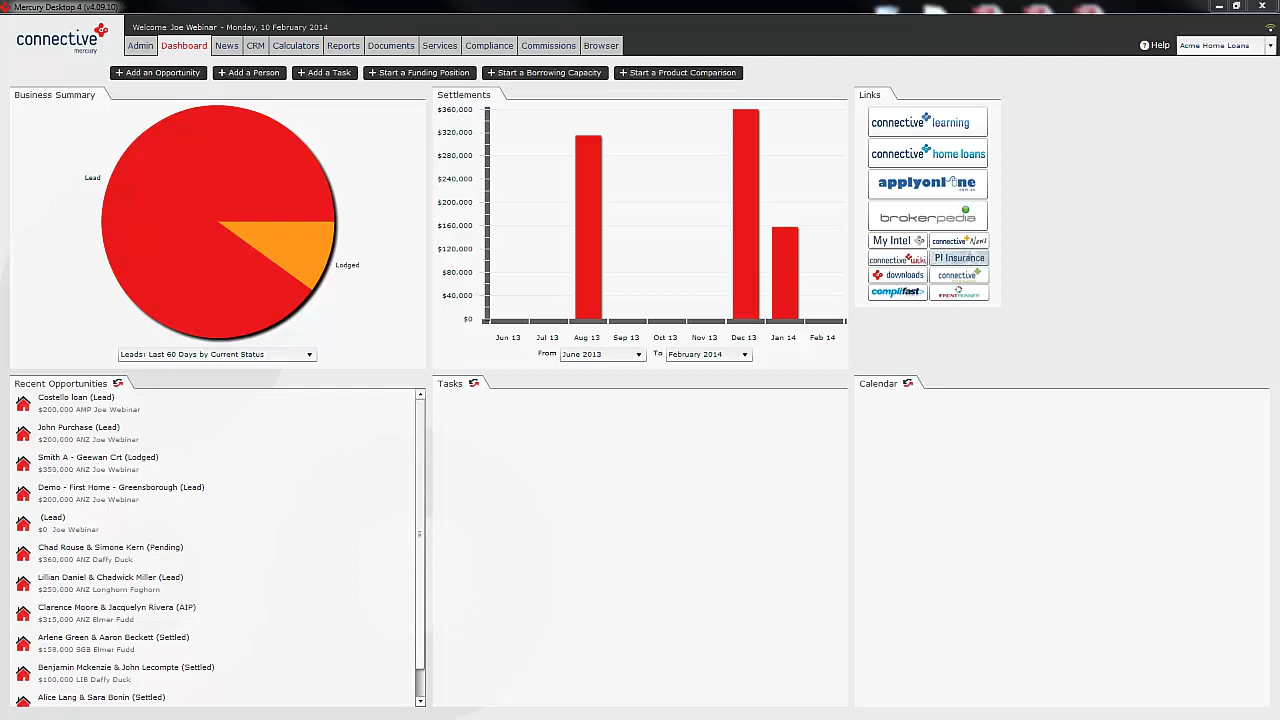 Mercury Desktop 4 (v4.09.10)
connective
mercury
Welcome Joe Webinar - Monday, 10 February 2014
Admin Dashboard News CRM Calculators Reports Documents Services Compliance Commissions Browser
Help
Acme Home Loans
+ Add an Opportunity + Add a Person + Add a Task + Start a Funding Position + Start a Borrowing Capacity + Start a Product Comparison
Business Summary
Lead
Lodged
Leads: Last 60 Days by Current Status
Settlements
$360,000
$320,000
$280,000
$240,000
$200,000
$160,000
$120,000
$80,000
$40,000
$0
Jun 13 Jul 13 Aug 13 Sep 13 Oct 13 Nov 13 Dec 13 Jan 14 Feb 14
From June 2013 To February 2014
Links
connective learning
connective home loans
applyonline
.com.au
brokerpedia
My Intel connective News
connective wiki PI Insurance
downloads connective
complifast> FRONTRUNNER
Recent Opportunities
Costello loan (Lead)
$200,000 AMP Joe Webinar
John Purchase (Lead)
$200,000 ANZ Joe Webinar
Smith A - Geewan Crt (Lodged)
$350,000 ANZ Joe Webinar
Demo - First Home - Greensborough (Lead)
$200,000 ANZ Joe Webinar
(Lead)
$0 Joe Webinar
Chad Rouse & Simone Kern (Pending)
$360,000 ANZ Daffy Duck
Lillian Daniel & Chadwick Miller (Lead)
$250,000 ANZ Longhorn Foghorn
Clarence Moore & Jacquelyn Rivera (AIP)
$315,000 ANZ Elmer Fudd
Arlene Green & Aaron Beckett (Settled)
$158,000 SGB Elmer Fudd
Benjamin Mckenzie & John Lecompte (Settled)
$100,000 LIB Daffy Duck
Alice Lang & Sara Bonin (Settled)
Tasks
Calendar